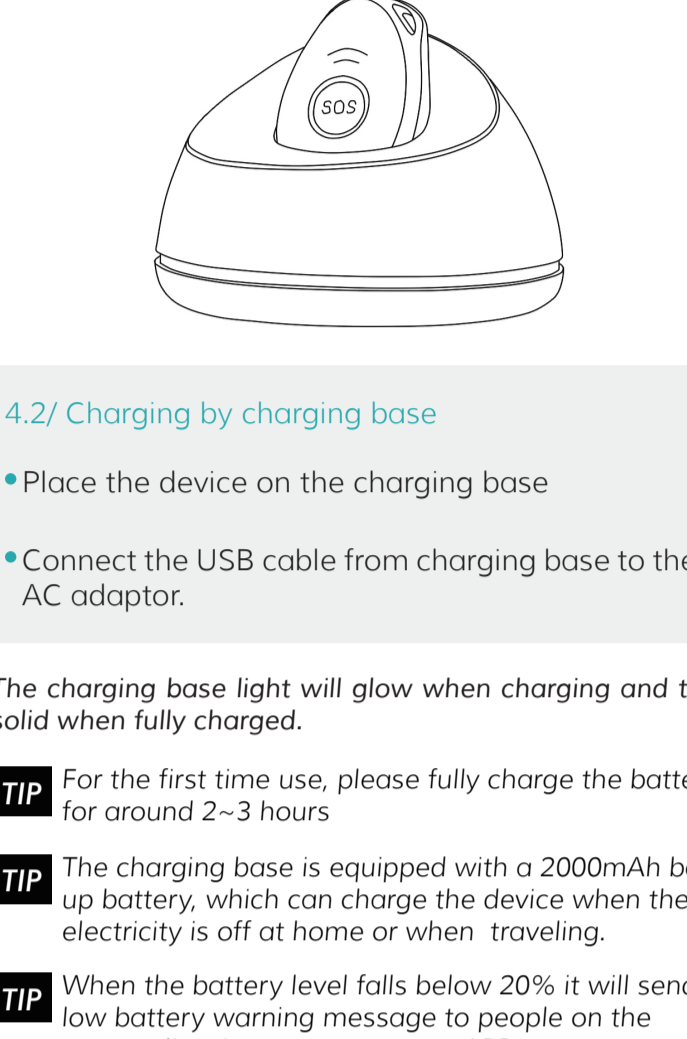 SOS
4.2/ Charging by charging base
•Place the device on the charging base
•Connect the USB cable from charging base to the
AC adaptor.
The charging base light will glow when charging and
solid when fully charged.
TIP For the first time use, please fully charge the
for around 2~3 hours
TIP The charging base is equipped with a 2000mAh
up battery, which can charge the device when the
electricity is off at home or when traveling.
TIP When the battery level falls below 20% it will
low battery warning message to people on the